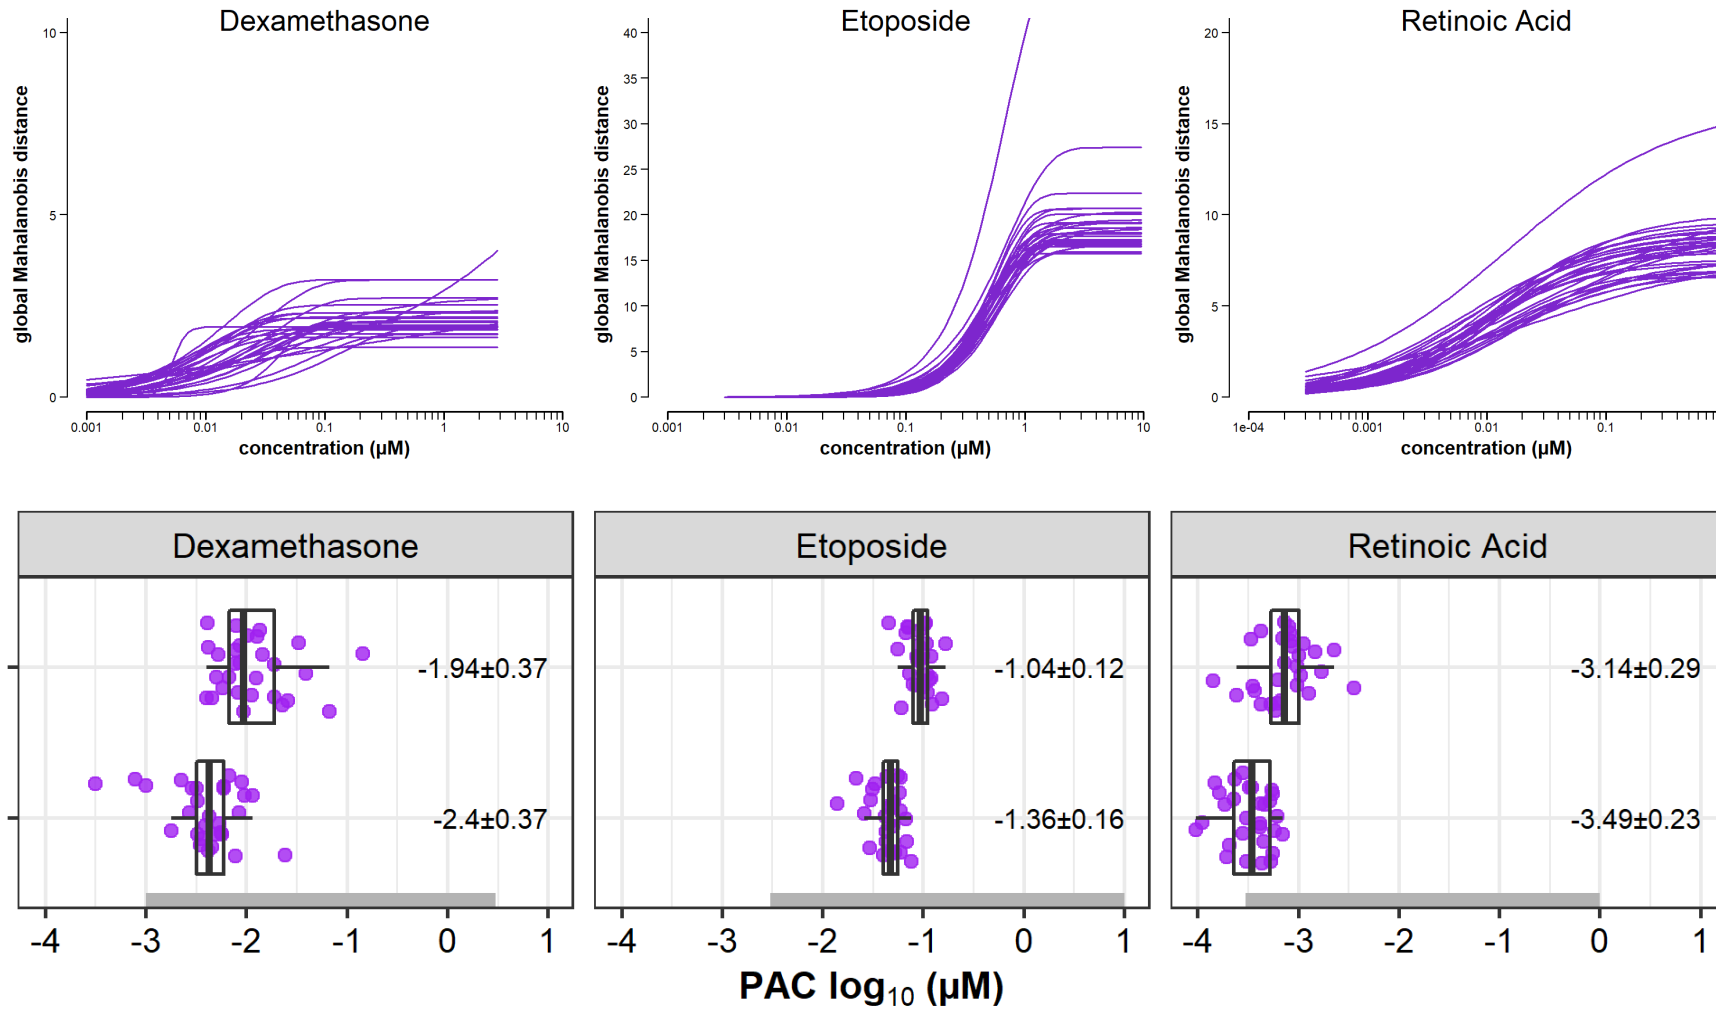 Dexamethasone
Etoposide
Retinoic Acid
global Mahalanobis distance
10
5
0
0.001 0.01 0.1 1 10
concentration (μM)
global Mahalanobis distance
40
35
30
25
20
15
10
5
0
0.001 0.01 0.1 1 10
concentration (μM)
global Mahalanobis distance
20
15
10
5
0
1e-04 0.001 0.01 0.1
concentration (μM)
Dexamethasone
Etoposide
Retinoic Acid
-1.94±0.37
-1.04±0.12
-3.14±0.29
-2.4±0.37
-1.36±0.16
-3.49±0.23
-4 -3 -2 -1 0 1
-4 -3 -2 -1 0 1
-4 -3 -2 -1 0 1
PAC log₁₀ (μM)